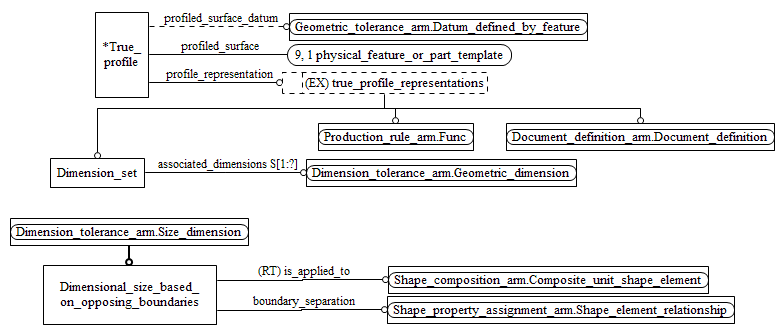 profiled_surface_datum
Geometric_tolerance_arm.Datum_defined_by_feature
*True_
profile
profiled_surface
9, 1 physical_feature_or_part_template
profile_representation
(EX) true_profile_representations
Production_rule_arm.Func
Document_definition_arm.Document_definition
Dimension_set
associated_dimensions S[1:?]
Dimension_tolerance_arm.Geometric_dimension
Dimension_tolerance_arm.Size_dimension
Dimensional_size_based_
on_opposing_boundaries
(RT) is_applied_to
Shape_composition_arm.Composite_unit_shape_element
boundary_separation
Shape_property_assignment_arm.Shape_element_relationship